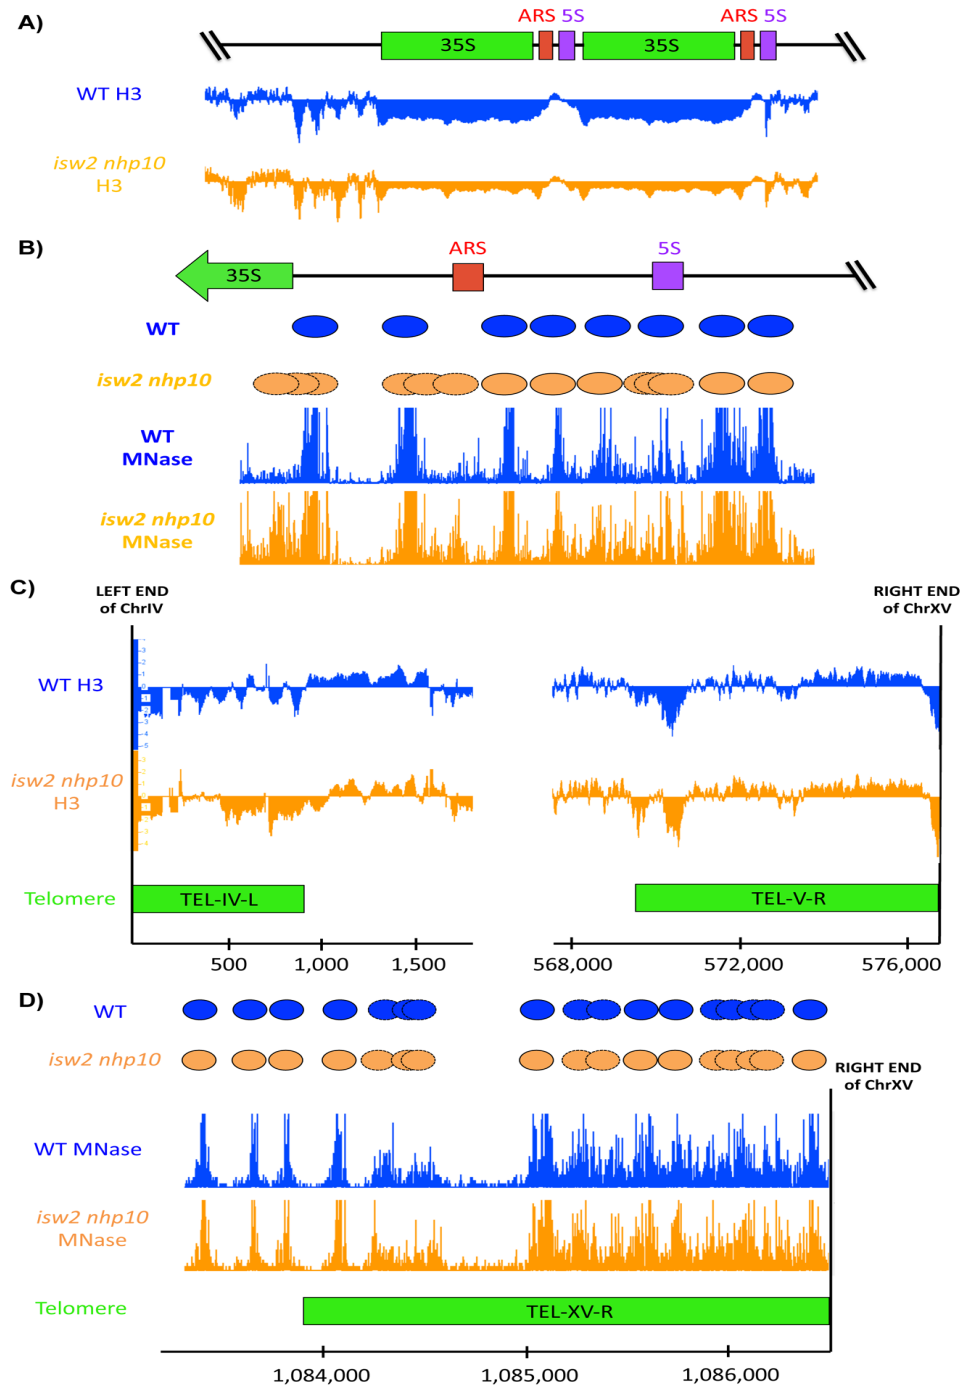 A)
ARS 5S ARS 5S
35S 35S
WT H3
isw2 nhp10
H3
B)
ARS 5S
35S
WT
isw2 nhp10
WT
MNase
isw2 nhp10
MNase
C)
LEFT END
of ChrIV
RIGHT END
of ChrXV
WT H3
isw2 nhp10
H3
Telomere
TEL-IV-L TEL-V-R
500 1,000 1,500 568,000 572,000 576,000
D)
WT
isw2 nhp10
RIGHT END
of ChrXV
WT MNase
isw2 nhp10
MNase
Telomere
TEL-XV-R
1,084,000 1,085,000 1,086,000